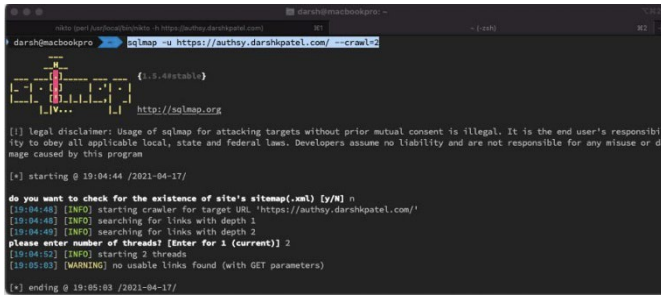 darsh@macbookpro: ~
nikto (perl /usr/local/bin/nikto -h https://authsy.darshkpatel.com)
~ (-zsh)
darsh@macbookpro ~ sqlmap -u https://authsy.darshkpatel.com/ --crawl=2
{1.5.4#stable}
http://sqlmap.org
[!] legal disclaimer: Usage of sqlmap for attacking targets without prior mutual consent is illegal. It is the end user's responsibi
ity to obey all applicable local, state and federal laws. Developers assume no liability and are not responsible for any misuse or d
mage caused by this program
[*] starting @ 19:04:44 /2021-04-17/
do you want to check for the existence of site's sitemap(.xml) [y/N] n
[19:04:48] [INFO] starting crawler for target URL 'https://authsy.darshkpatel.com/'
[19:04:48] [INFO] searching for links with depth 1
[19:04:49] [INFO] searching for links with depth 2
please enter number of threads? [Enter for 1 (current)] 2
[19:04:52] [INFO] starting 2 threads
[19:05:03] [WARNING] no usable links found (with GET parameters)
[*] ending @ 19:05:03 /2021-04-17/